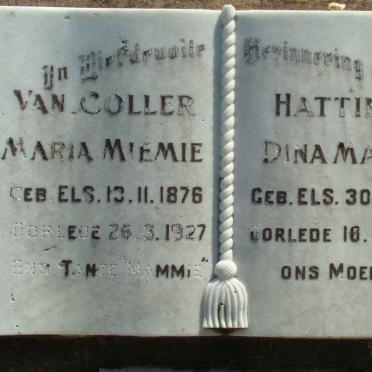 In Liefdevolle
VAN COLLER
MARIA MIEMIE
GEB. ELS. 13.11.1876
OORLEDE 26.3.1927
ONS TANTE "MAMMIE"
Herinnering
HATTIN
DINA MA
GEB. ELS. 30
OORLEDE 10.
ONS MOE